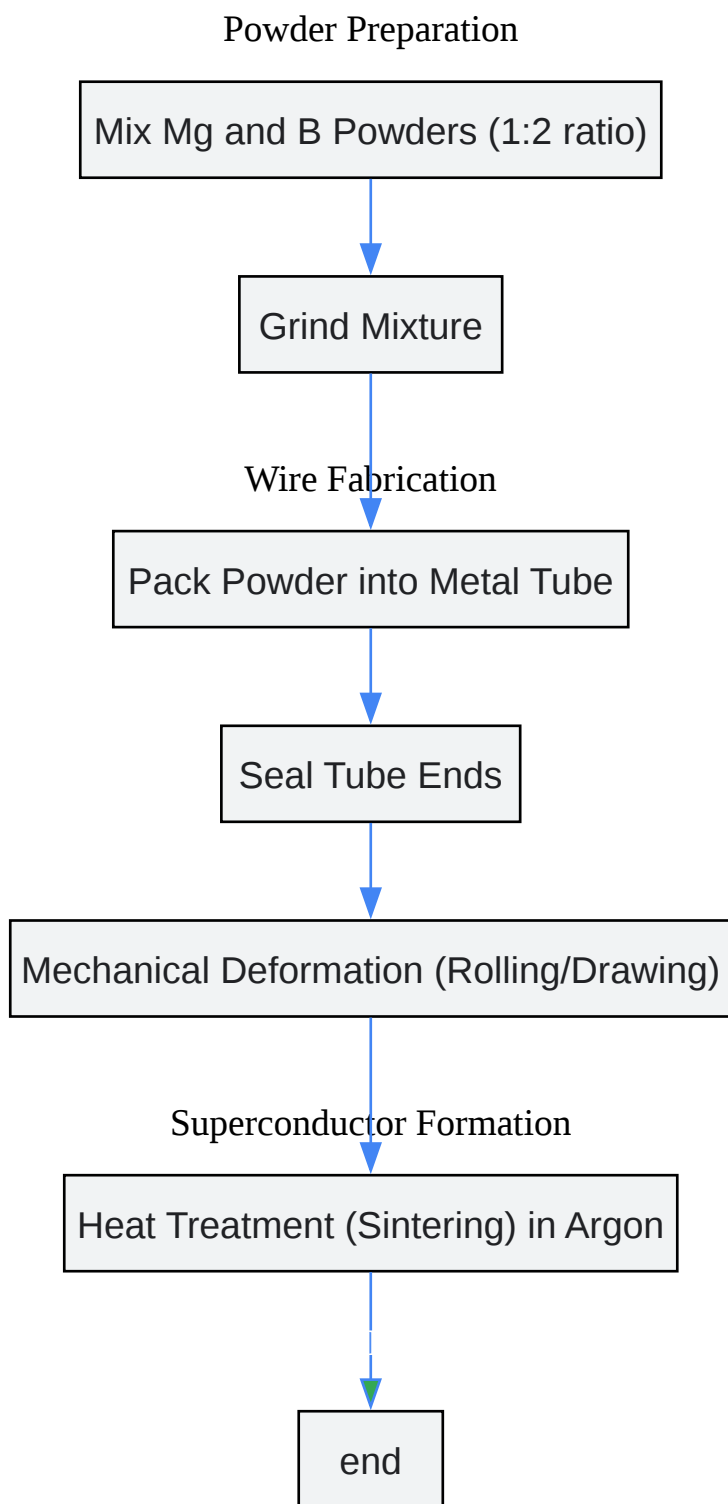 Powder Preparation
Mix Mg and B Powders (1:2 ratio)
Grind Mixture
Wire Fabrication
Pack Powder into Metal Tube
Seal Tube Ends
Mechanical Deformation (Rolling/Drawing)
Superconductor Formation
Heat Treatment (Sintering) in Argon
end